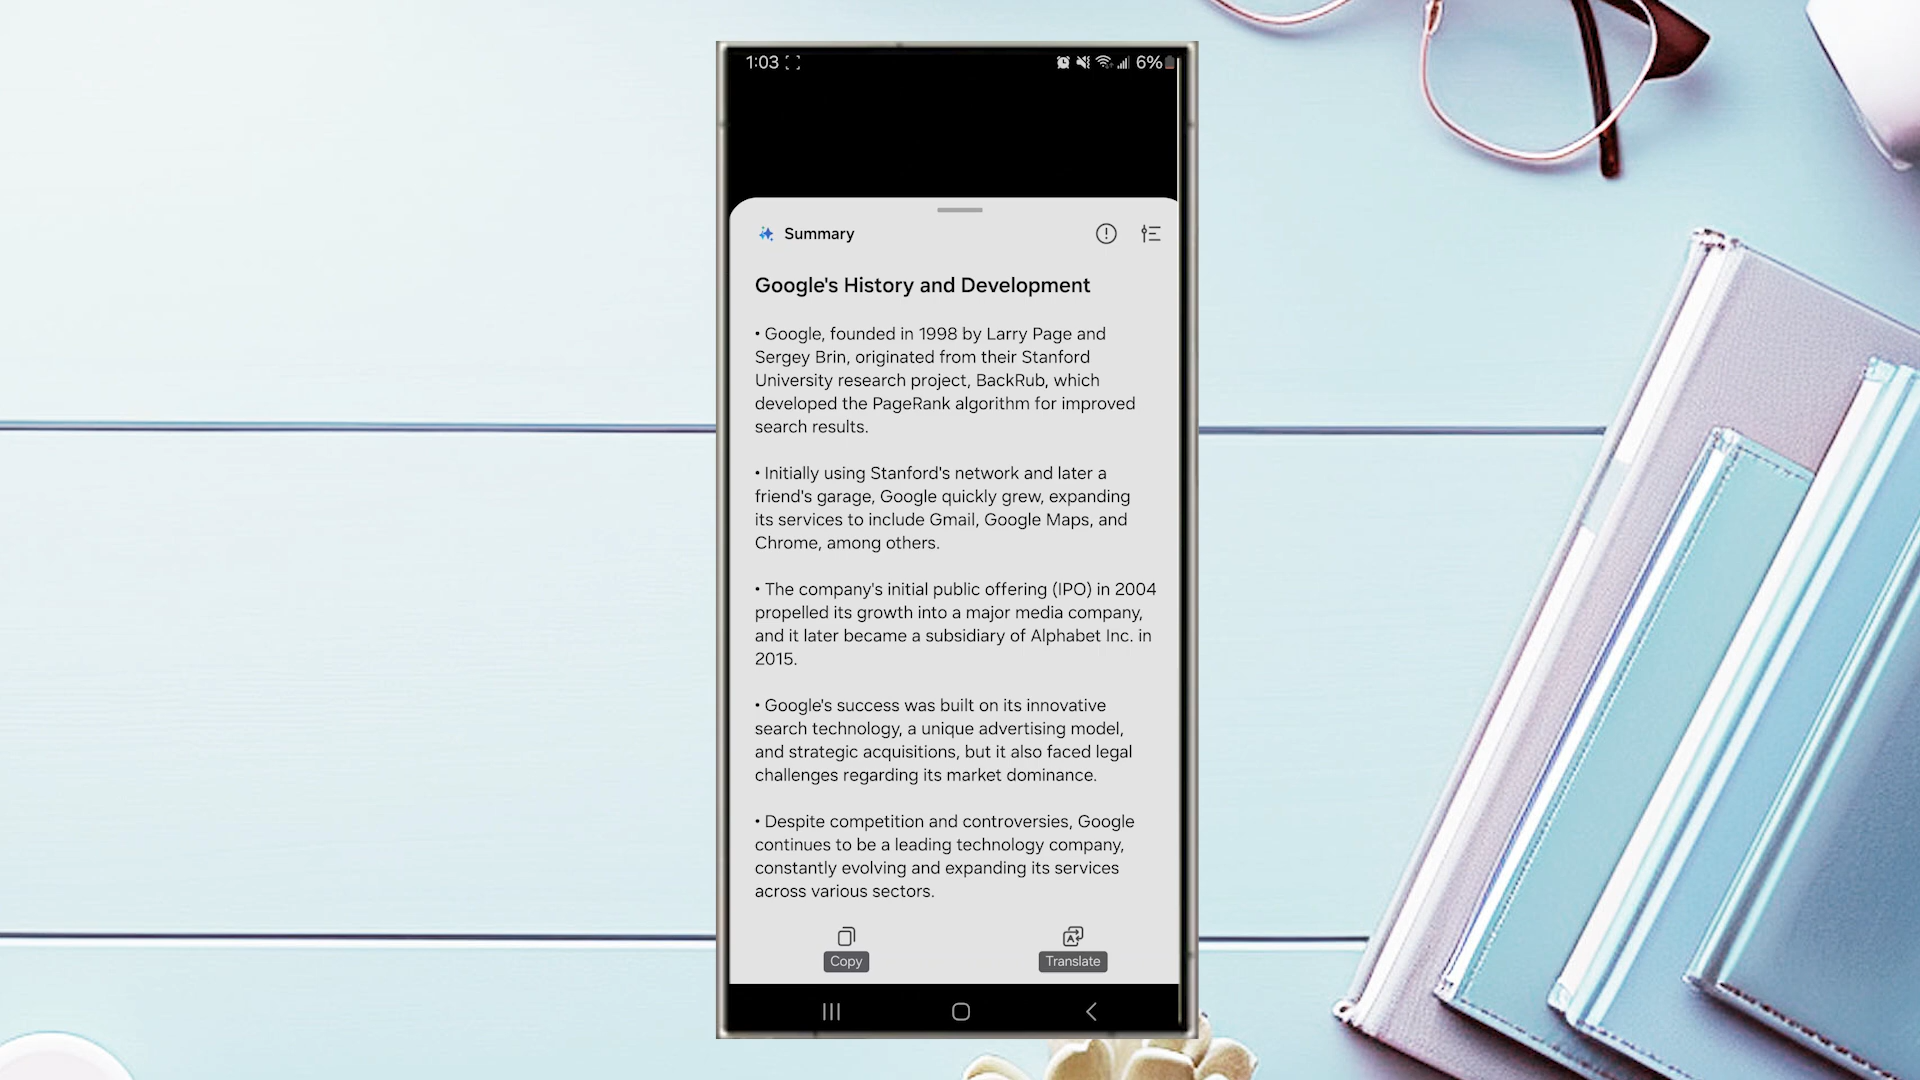 1:03 6%
Summary
Google's History and Development
• Google, founded in 1998 by Larry Page and
Sergey Brin, originated from their Stanford
University research project, BackRub, which
developed the PageRank algorithm for improved
search results.
• Initially using Stanford's network and later a
friend's garage, Google quickly grew, expanding
its services to include Gmail, Google Maps, and
Chrome, among others.
• The company's initial public offering (IPO) in 2004
propelled its growth into a major media company,
and it later became a subsidiary of Alphabet Inc. in
2015.
• Google's success was built on its innovative
search technology, a unique advertising model,
and strategic acquisitions, but it also faced legal
challenges regarding its market dominance.
• Despite competition and controversies, Google
continues to be a leading technology company,
constantly evolving and expanding its services
across various sectors.
Copy Translate